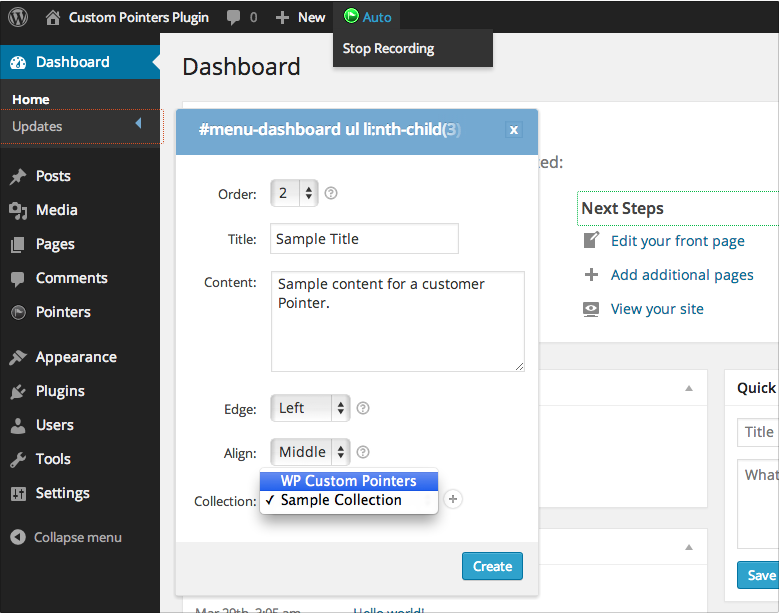 Custom Pointers Plugin 0 New Auto
Stop Recording
Dashboard
Home
Updates
Posts
Media
Pages
Comments
Pointers
Appearance
Plugins
Users
Tools
Settings
Collapse menu
Dashboard
#menu-dashboard ul li:nth-child(3) x
Order: 2 ?
Title: Sample Title
Content: Sample content for a customer
Pointer.
Edge: Left ?
Align: Middle ?
WP Custom Pointers
Collection: ✓ Sample Collection +
Create
ed:
Next Steps
Edit your front page
Add additional pages
View your site
Quick
Title
What
Save
Mar 29th, 3:05 am Hello world!